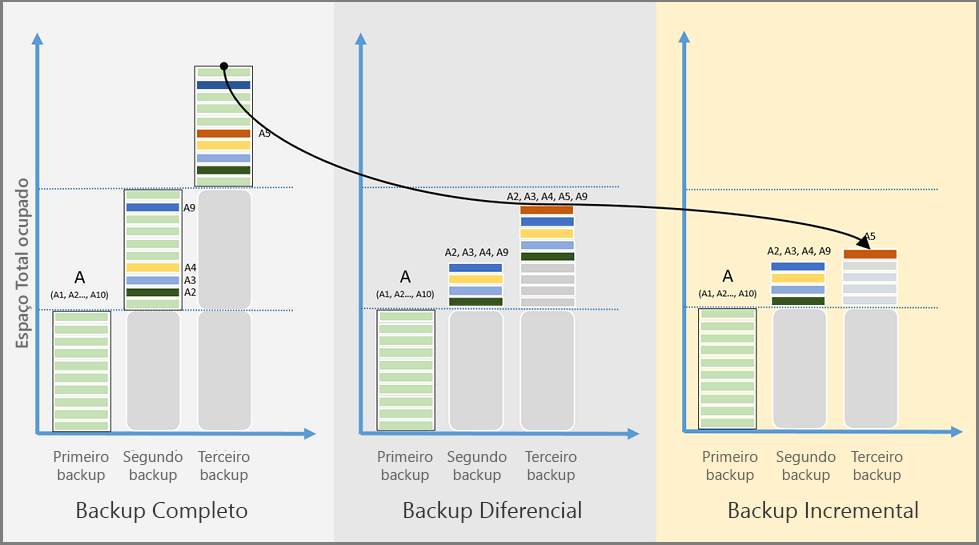 Espaço Total ocupado
A5
A9
A4
A3
A2
A
(A1, A2..., A10)
Primeiro
backup
Segundo
backup
Terceiro
backup
Backup Completo
A2, A3, A4, A5, A9
A2, A3, A4, A9
A
(A1, A2..., A10)
Primeiro
backup
Segundo
backup
Terceiro
backup
Backup Diferencial
A5
A2, A3, A4, A9
A
(A1, A2..., A10)
Primeiro
backup
Segundo
backup
Terceiro
backup
Backup Incremental